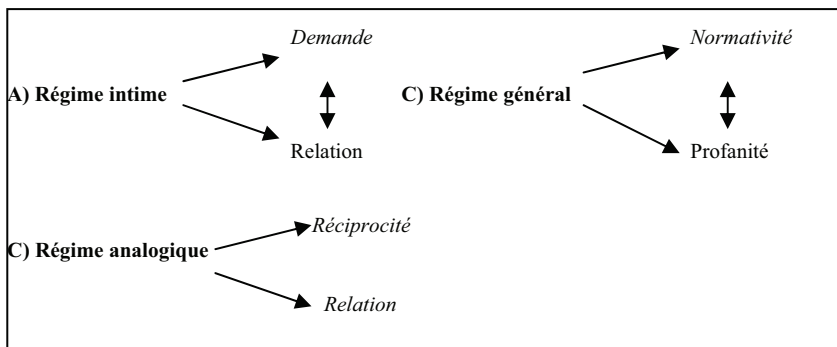 Demande
A) Régime intime
Relation
Normativité
C) Régime général
Profanité
Réciprocité
C) Régime analogique
Relation